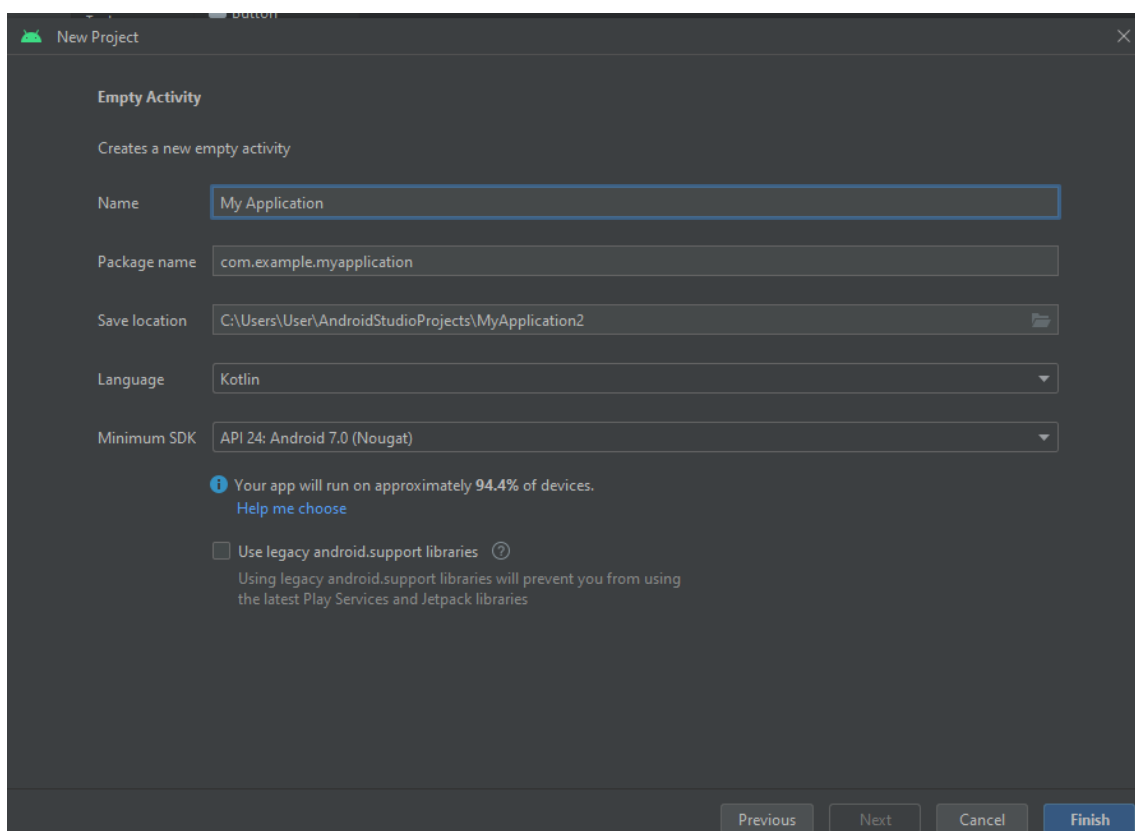 Button
New Project
Empty Activity
Creates a new empty activity
Name My Application
Package name com.example.myapplication
Save location C:\Users\User\AndroidStudioProjects\MyApplication2
Language Kotlin
Minimum SDK API 24: Android 7.0 (Nougat)
Your app will run on approximately 94.4% of devices.
Help me choose
Use legacy android.support libraries ?
Using legacy android.support libraries will prevent you from using
the latest Play Services and Jetpack libraries
Previous Next Cancel Finish